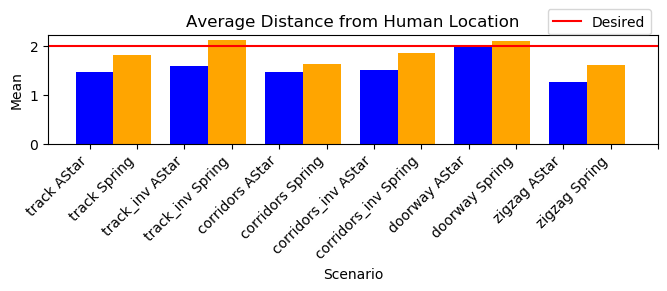 Average Distance from Human Location
Desired
Mean
2
1
0
track AStar
track Spring
track_inv AStar
track_inv Spring
corridors AStar
corridors Spring
corridors_inv AStar
corridors_inv Spring
doorway AStar
doorway Spring
zigzag AStar
zigzag Spring
Scenario